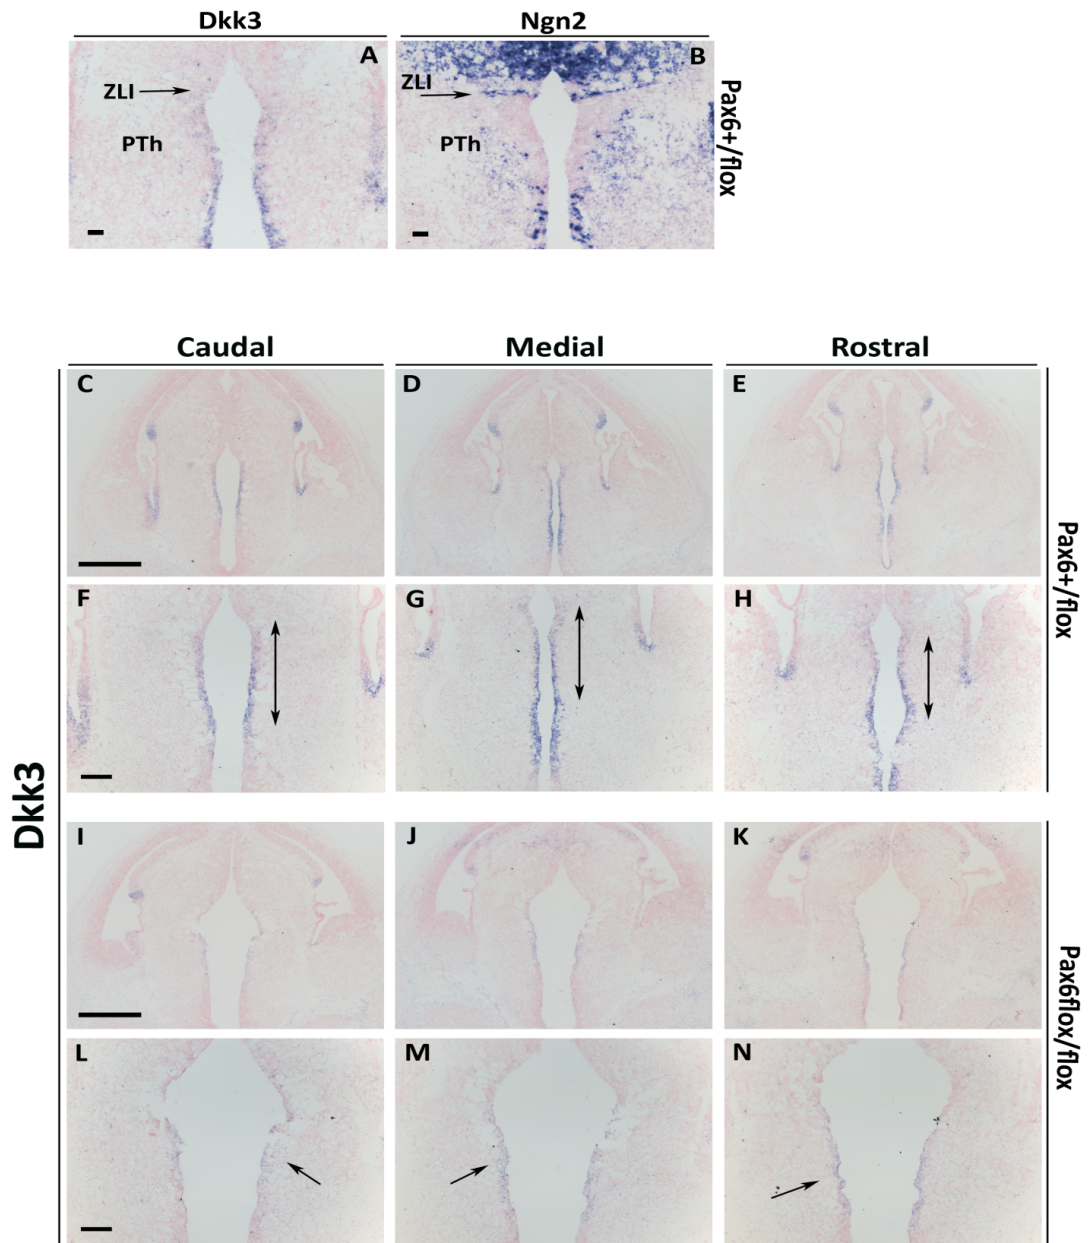 Dkk3 Ngn2
A B
ZLI ZLI
PTh PTh
Pax6+/flox
Caudal Medial Rostral
C D E
F G H
Pax6+/flox
Dkk3
I J K
L M N
Pax6flox/flox